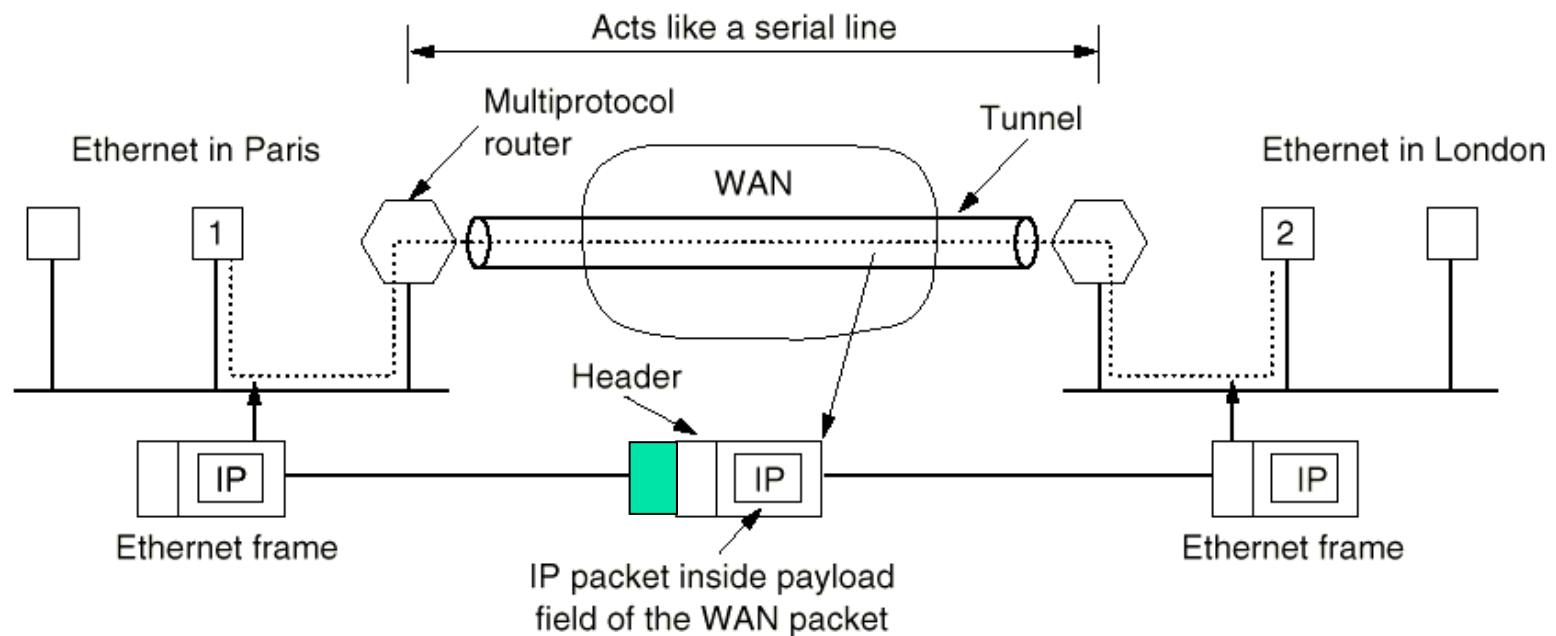 Acts like a serial line
Multiprotocol
router
Tunnel
Ethernet in Paris
Ethernet in London
WAN
1
2
Header
IP
IP
IP
Ethernet frame
Ethernet frame
IP packet inside payload
field of the WAN packet